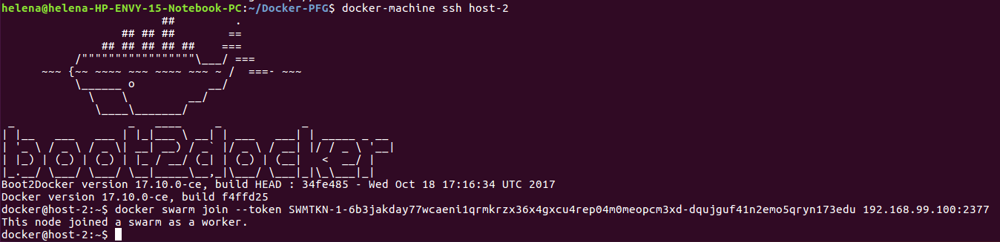 helena@helena-HP-ENVY-15-Notebook-PC:~/Docker-PFG$ docker-machine ssh host-2
                        ##         .
                  ## ## ##        ==
               ## ## ## ## ##    ===
           /"""""""""""""""""\___/ ===
      ~~~ {~~ ~~~~ ~~~ ~~~~ ~~~ ~ /  ===- ~~~
           \______ o           __/
             \    \         __/
              \____\_______/
 _                 _   ____     _            _
| |__   ___   ___ | |_|___ \ __| | ___   ___| | _____ _ __
| '_ \ / _ \ / _ \| __| __) / _` |/ _ \ / __| |/ / _ \ '__|
| |_) | (_) | (_) | |_ / __/ (_| | (_) | (__|   <  __/ |
|_.__/ \___/ \___/ \__|_____\__,_|\___/ \___|_|\_\___|_|
Boot2Docker version 17.10.0-ce, build HEAD : 34fe485 - Wed Oct 18 17:16:34 UTC 2017
Docker version 17.10.0-ce, build f4ffd25
docker@host-2:~$ docker swarm join --token SWMTKN-1-6b3jakday77wcaeni1qrmkrzx36x4gxcu4rep04m0meopcm3xd-dqujguf41n2emo5qryn173edu 192.168.99.100:2377
This node joined a swarm as a worker.
docker@host-2:~$